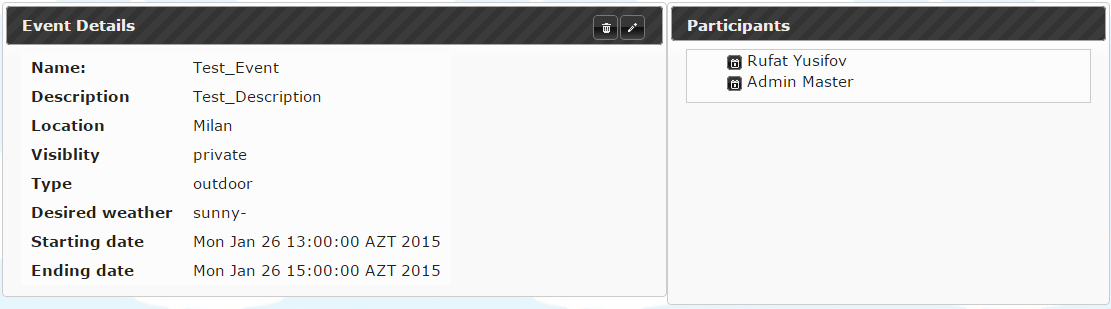 Event Details
Name: Test_Event
Description Test_Description
Location Milan
Visiblity private
Type outdoor
Desired weather sunny-
Starting date Mon Jan 26 13:00:00 AZT 2015
Ending date Mon Jan 26 15:00:00 AZT 2015
Participants
Rufat Yusifov
Admin Master